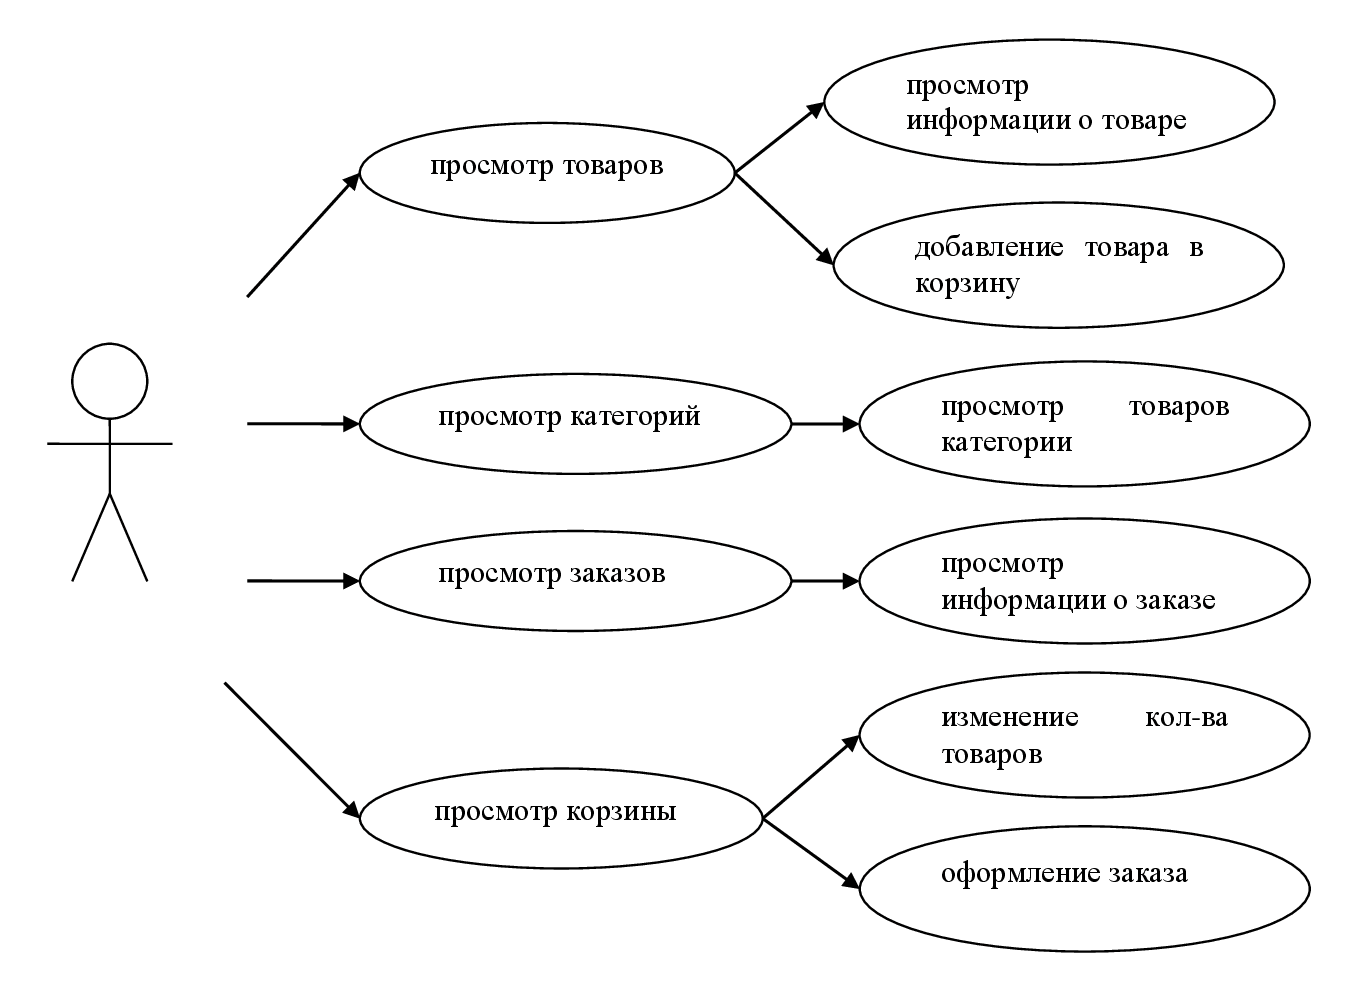 просмотр
информации о товаре
просмотр товаров
добавление товара в
корзину
просмотр категорий
просмотр товаров
категории
просмотр заказов
просмотр
информации о заказе
изменение кол-ва
товаров
просмотр корзины
оформление заказа